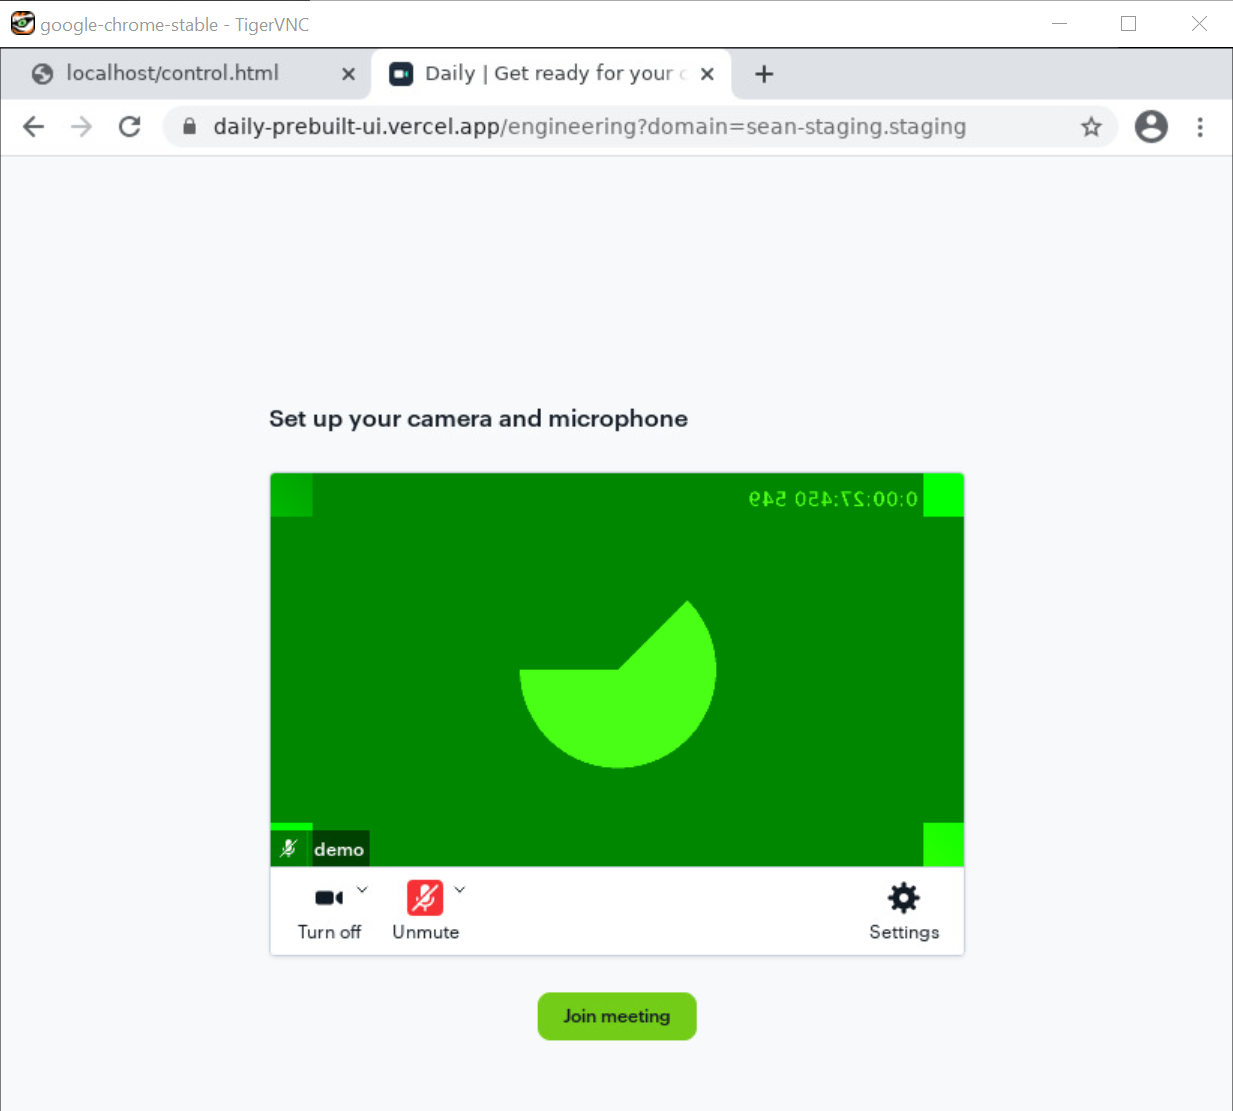 google-chrome-stable - TigerVNC
localhost/control.html
Daily | Get ready for your c
daily-prebuilt-ui.vercel.app/engineering?domain=sean-staging.staging
Set up your camera and microphone
0:00:27:450 549
demo
Turn off
Unmute
Settings
Join meeting